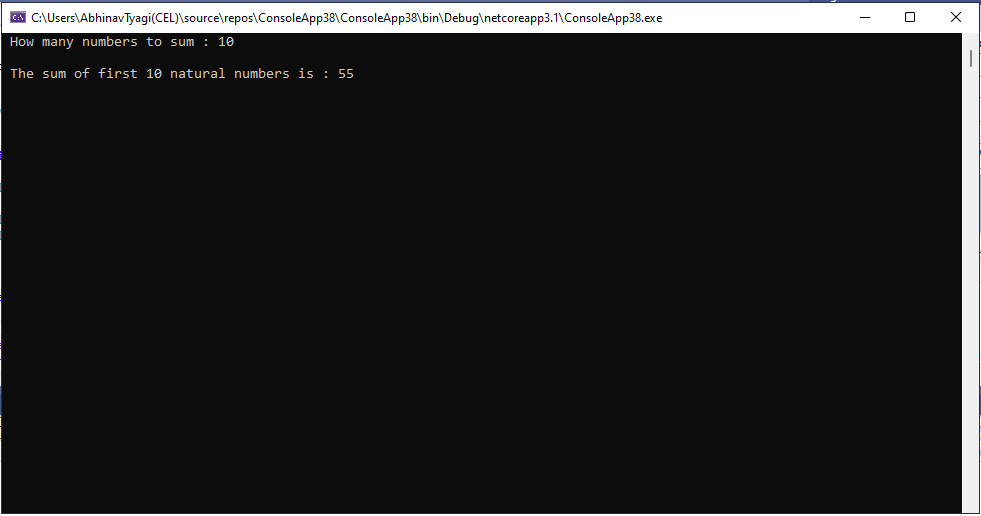 C:\Users\AbhinavTyagi(CEL)\source\repos\ConsoleApp38\ConsoleApp38\bin\Debug\netcoreapp3.1\ConsoleApp38.exe
How many numbers to sum : 10
The sum of first 10 natural numbers is : 55